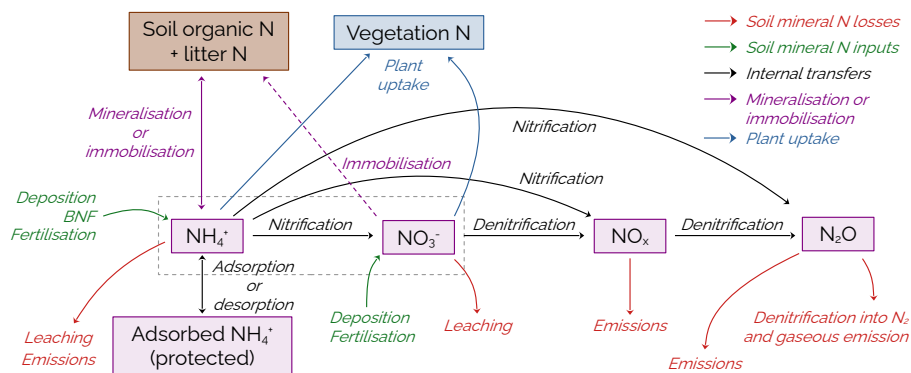 Soil organic N
+ litter N
Vegetation N
Soil mineral N losses
Soil mineral N inputs
Internal transfers
Mineralisation or
immobilisation
Plant uptake
Plant
uptake
Mineralisation
or
immobilisation
Nitrification
Immobilisation
Nitrification
Deposition
BNF
Fertilisation
NH₄⁺
Nitrification
NO₃⁻
Denitrification
NOₓ
Denitrification
N₂O
Adsorption
or
desorption
Leaching
Emissions
Adsorbed NH₄⁺
(protected)
Deposition
Fertilisation
Leaching
Emissions
Emissions
Denitrification into N₂
and gaseous emission